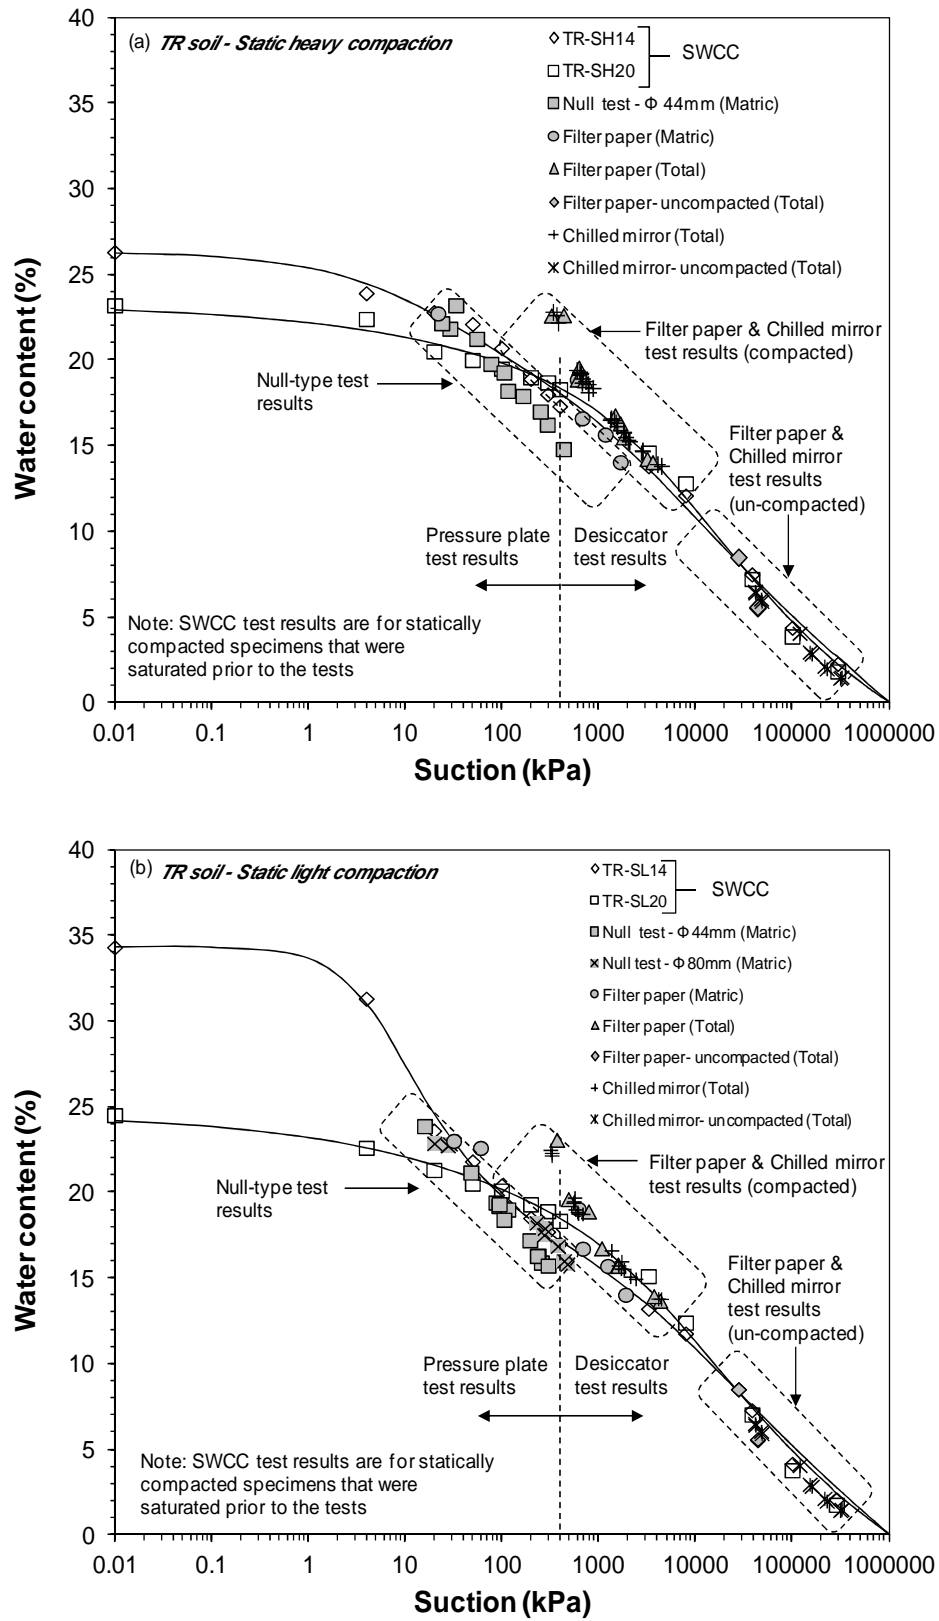 (a) TR soil - Static heavy compaction
TR-SH14
TR-SH20
SWCC
Null test - Φ 44mm (Matric)
Filter paper (Matric)
Filter paper (Total)
Filter paper- uncompacted (Total)
Chilled mirror (Total)
Chilled mirror- uncompacted (Total)
Filter paper & Chilled mirror
test results (compacted)
Null-type test
results
Filter paper &
Chilled mirror
test results
(un-compacted)
Pressure plate
test results
Desiccator
test results
Note: SWCC test results are for statically
compacted specimens that were
saturated prior to the tests
Water content (%)
40
35
30
25
20
15
10
5
0
0.01 0.1 1 10 100 1000 10000 100000 1000000
Suction (kPa)
(b) TR soil - Static light compaction
TR-SL14
TR-SL20
SWCC
Null test - Φ 44mm (Matric)
Null test - Φ 80mm (Matric)
Filter paper (Matric)
Filter paper (Total)
Filter paper- uncompacted (Total)
Chilled mirror (Total)
Chilled mirror- uncompacted (Total)
Filter paper & Chilled mirror
test results (compacted)
Null-type test
results
Filter paper &
Chilled mirror
test results
(un-compacted)
Pressure plate
test results
Desiccator
test results
Note: SWCC test results are for statically
compacted specimens that were
saturated prior to the tests
Water content (%)
40
35
30
25
20
15
10
5
0
0.01 0.1 1 10 100 1000 10000 100000 1000000
Suction (kPa)